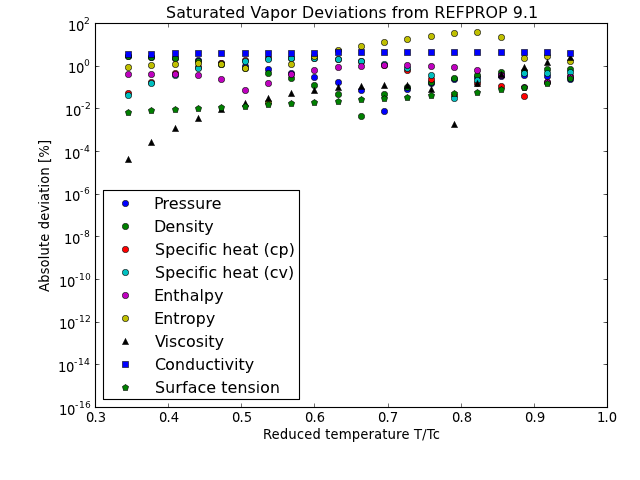 Saturated Vapor Deviations from REFPROP 9.1
Absolute deviation [%]
10^2
10^0
10^-2
10^-4
10^-6
10^-8
10^-10
10^-12
10^-14
10^-16
Pressure
Density
Specific heat (cp)
Specific heat (cv)
Enthalpy
Entropy
Viscosity
Conductivity
Surface tension
0.3 0.4 0.5 0.6 0.7 0.8 0.9 1.0
Reduced temperature T/Tc